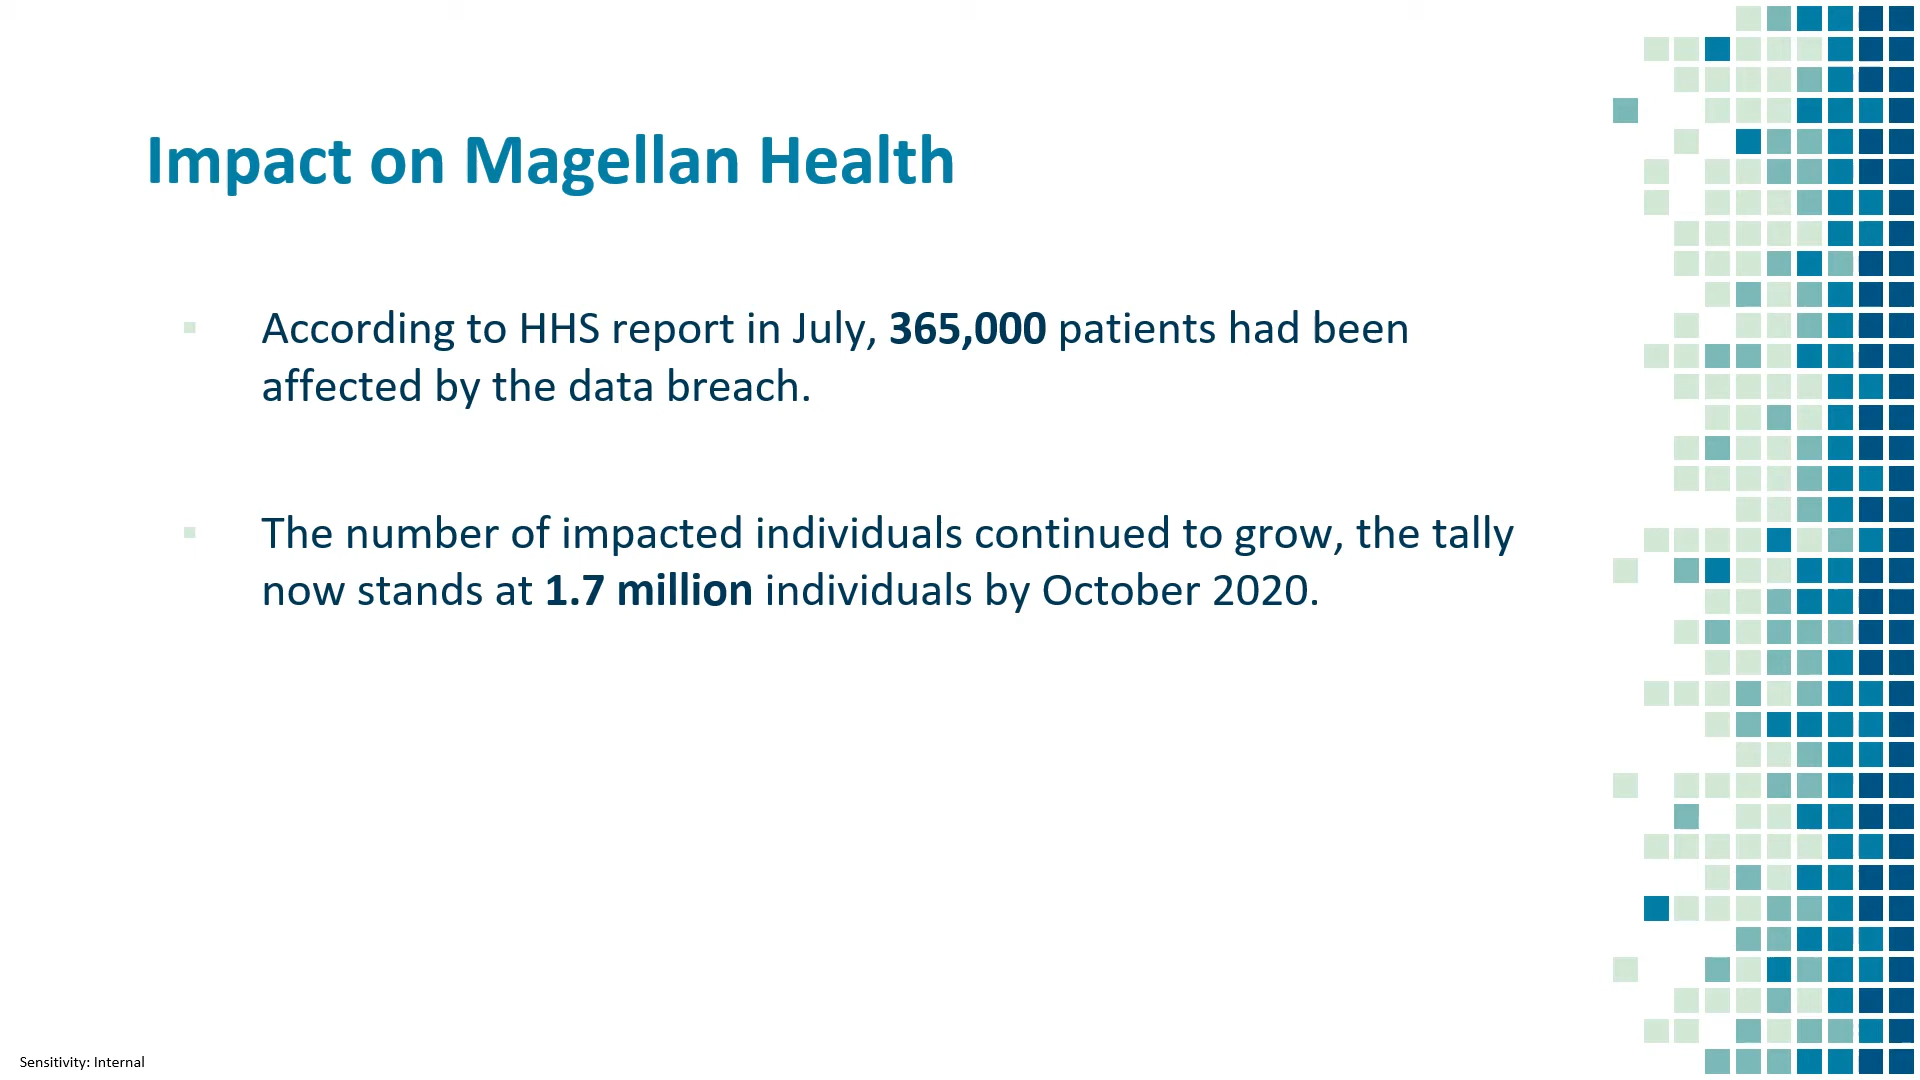 Impact on Magellan Health
▪ According to HHS report in July, 365,000 patients had been
affected by the data breach.
▪ The number of impacted individuals continued to grow, the tally
now stands at 1.7 million individuals by October 2020.
Sensitivity: Internal